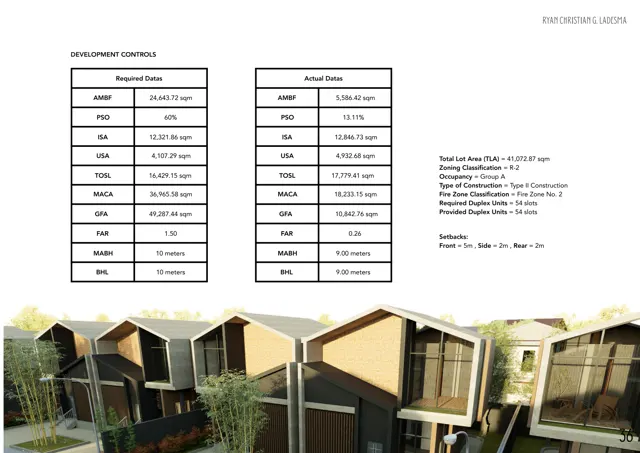 RYAN CHRISTIAN G. LADESMA
DEVELOPMENT CONTROLS
Required Datas
AMBF 24,643.72 sqm
PSO 60%
ISA 12,321.86 sqm
USA 4,107.29 sqm
TOSL 16,429.15 sqm
MACA 36,965.58 sqm
GFA 49,287.44 sqm
FAR 1.50
MABH 10 meters
BHL 10 meters
Actual Datas
AMBF 5,586.42 sqm
PSO 13.11%
ISA 12,846.73 sqm
USA 4,932.68 sqm
TOSL 17,779.41 sqm
MACA 18,233.15 sqm
GFA 10,842.76 sqm
FAR 0.26
MABH 9.00 meters
BHL 9.00 meters
Total Lot Area (TLA) = 41,072.87 sqm
Zoning Classification = R-2
Occupancy = Group A
Type of Construction = Type II Construction
Fire Zone Classification = Fire Zone No. 2
Required Duplex Units = 54 slots
Provided Duplex Units = 54 slots
Setbacks:
Front = 5m , Side = 2m , Rear = 2m